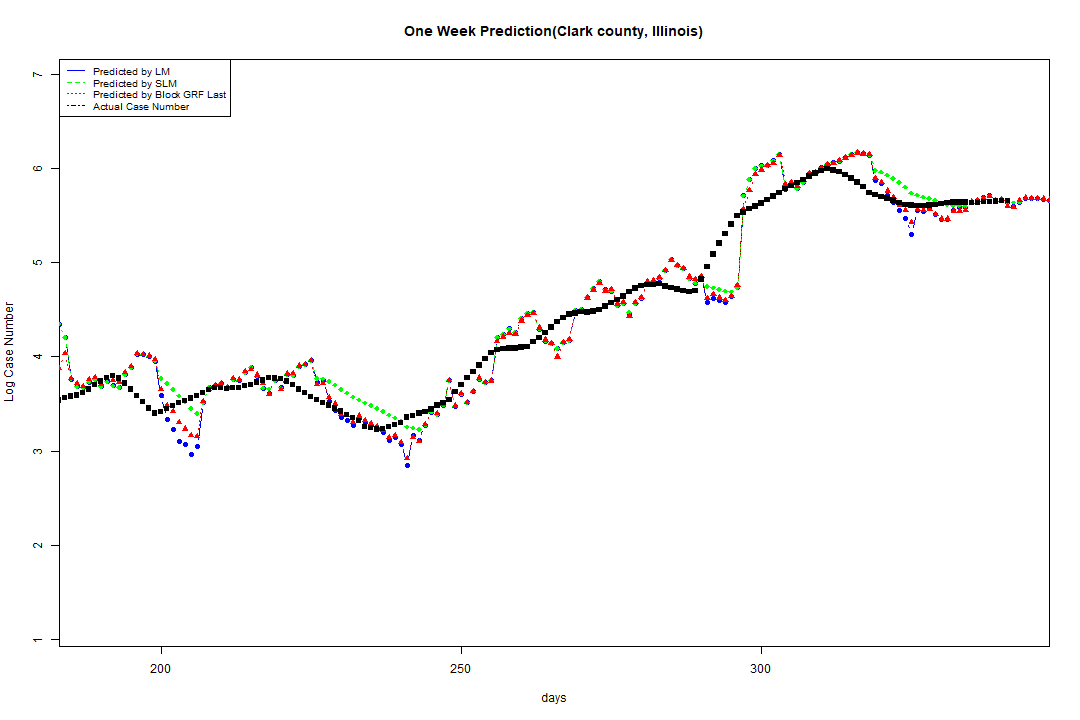 One Week Prediction(Clark county, Illinois)
Predicted by LM
Predicted by SLM
Predicted by Block GRF Last
Actual Case Number
Log Case Number
7
6
5
4
3
2
1
200
250
300
days